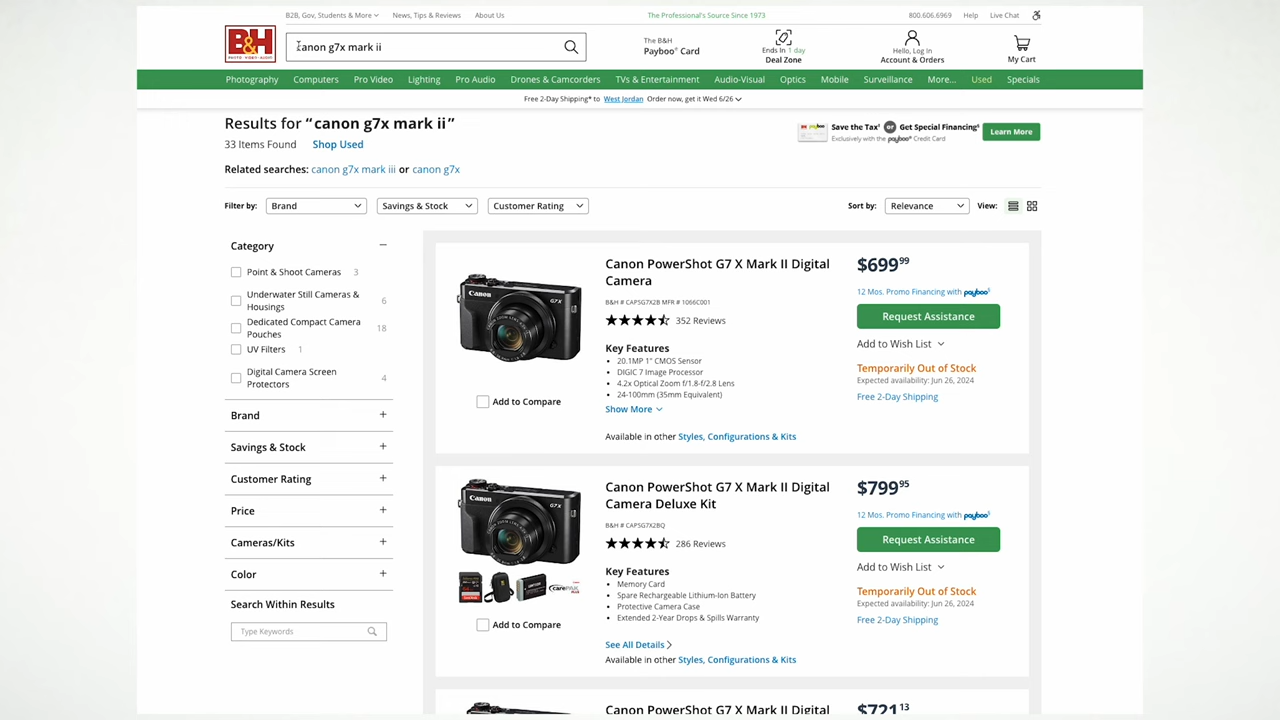 B2B, Gov, Students & More News, Tips & Reviews About Us
The Professional's Source Since 1973
800.606.6969 Help Live Chat
B&H
PHOTO VIDEO AUDIO
canon g7x mark ii
The B&H
Payboo® Card
Ends In 1 day
Deal Zone
Hello, Log In
Account & Orders
My Cart
Photography Computers Pro Video Lighting Pro Audio Drones & Camcorders TVs & Entertainment Audio-Visual Optics Mobile Surveillance More... Used Specials
Free 2-Day Shipping* to West Jordan Order now, get it Wed 6/26
Results for “canon g7x mark ii”
33 Items Found Shop Used
Save the Tax‡ or Get Special Financing§
Exclusively with the payboo® Credit Card
Learn More
Related searches: canon g7x mark iii or canon g7x
Filter by: Brand Savings & Stock Customer Rating
Sort by: Relevance View:
Category
Point & Shoot Cameras 3
Underwater Still Cameras &
Housings
6
Dedicated Compact Camera
Pouches
18
UV Filters 1
Digital Camera Screen
Protectors
4
Brand
Savings & Stock
Customer Rating
Price
Cameras/Kits
Color
Search Within Results
Type Keywords
Canon
G7X
Add to Compare
Canon PowerShot G7 X Mark II Digital
Camera
B&H # CAPSG7X2B MFR # 1066C001
352 Reviews
Key Features
20.1MP 1" CMOS Sensor
DIGIC 7 Image Processor
4.2x Optical Zoom f/1.8-f/2.8 Lens
24-100mm (35mm Equivalent)
Show More
Available in other Styles, Configurations & Kits
$699.99
12 Mos. Promo Financing with payboo§
Request Assistance
Add to Wish List
Temporarily Out of Stock
Expected availability: Jun 26, 2024
Free 2-Day Shipping
Canon
G7X
Add to Compare
Canon PowerShot G7 X Mark II Digital
Camera Deluxe Kit
B&H # CAPSG7X2BQ
286 Reviews
Key Features
Memory Card
Spare Rechargeable Lithium-Ion Battery
Protective Camera Case
Extended 2-Year Drops & Spills Warranty
See All Details
Available in other Styles, Configurations & Kits
$799.95
12 Mos. Promo Financing with payboo§
Request Assistance
Add to Wish List
Temporarily Out of Stock
Expected availability: Jun 26, 2024
Free 2-Day Shipping
Canon PowerShot G7 X Mark II Digital
$721.13